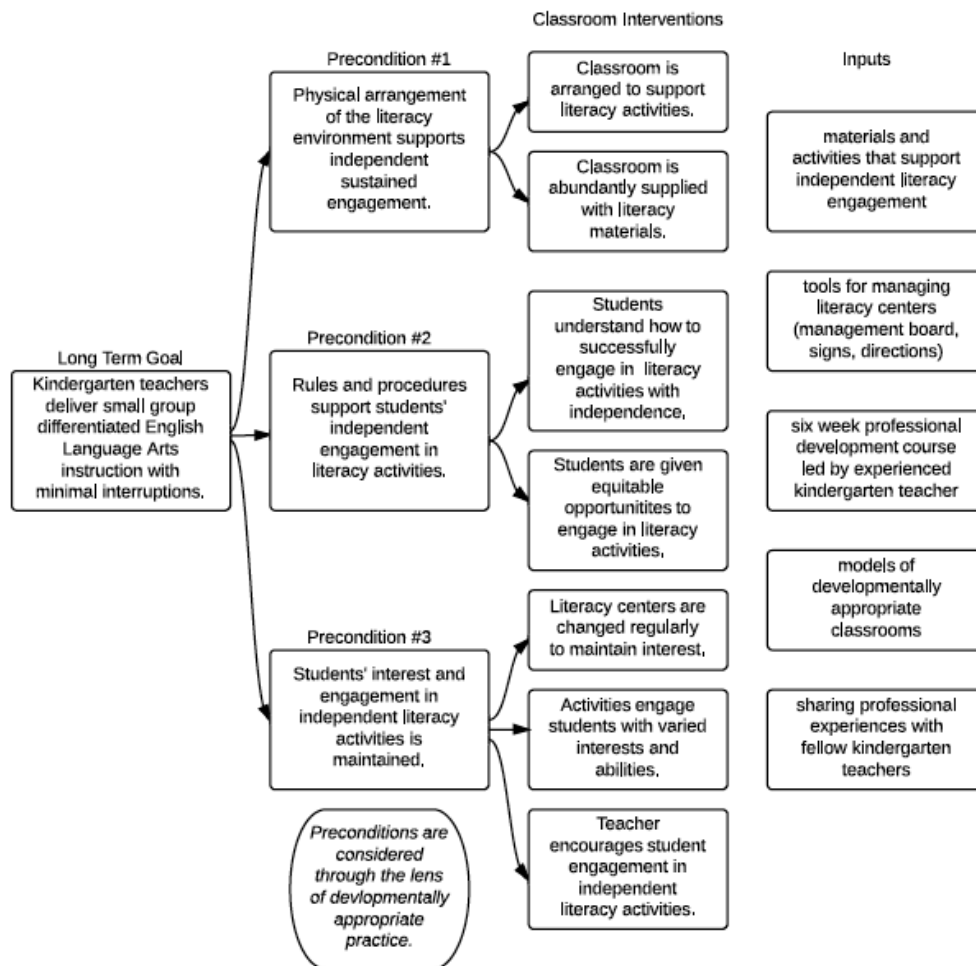 Classroom Interventions
Inputs
Precondition #1
Physical arrangement
of the literacy
environment supports
independent
sustained
engagement.
Classroom is
arranged to support
literacy activities.
Classroom is
abundantly supplied
with literacy
materials.
materials and
activities that support
independent literacy
engagement
Long Term Goal
Kindergarten teachers
deliver small group
differentiated English
Language Arts
instruction with
minimal interruptions.
Precondition #2
Rules and procedures
support students'
independent
engagement in
literacy activities.
Students
understand how to
successfully
engage in literacy
activities with
independence.
Students are given
equitable
opportunitites to
engage in literacy
activities.
tools for managing
literacy centers
(management board,
signs, directions)
six week professional
development course
led by experienced
kindergarten teacher
Precondition #3
Students' interest and
engagement in
independent literacy
activities is
maintained.
Literacy centers are
changed regularly
to maintain interest.
Activities engage
students with varied
interests and
abilities.
Teacher
encourages student
engagement in
independent
literacy activities.
models of
developmentally
appropriate
classrooms
sharing professional
experiences with
fellow kindergarten
teachers
Preconditions are
considered
through the lens
of devlopmentally
appropriate
practice.